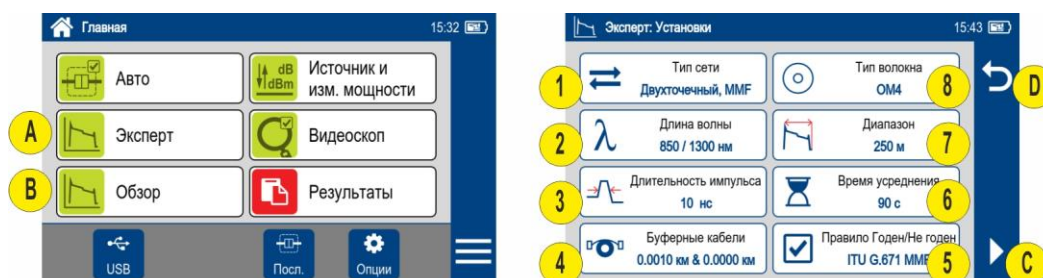 Главная
15:32
Авто
dB
dBm
Источник и
изм. мощности
A
Эксперт
Видеоскоп
B
Обзор
Результаты
USB
Посл.
Опции
Эксперт: Установки
15:43
1
Тип сети
Двухточечный, MMF
Тип волокна
OM4
8
D
2
λ
Длина волны
850 / 1300 нм
Диапазон
250 м
7
3
Длительность импульса
10 нс
Время усреднения
90 с
6
4
Буферные кабели
0.0010 км & 0.0000 км
Правило Годен/Не годен
ITU G.671 MMF
5
C